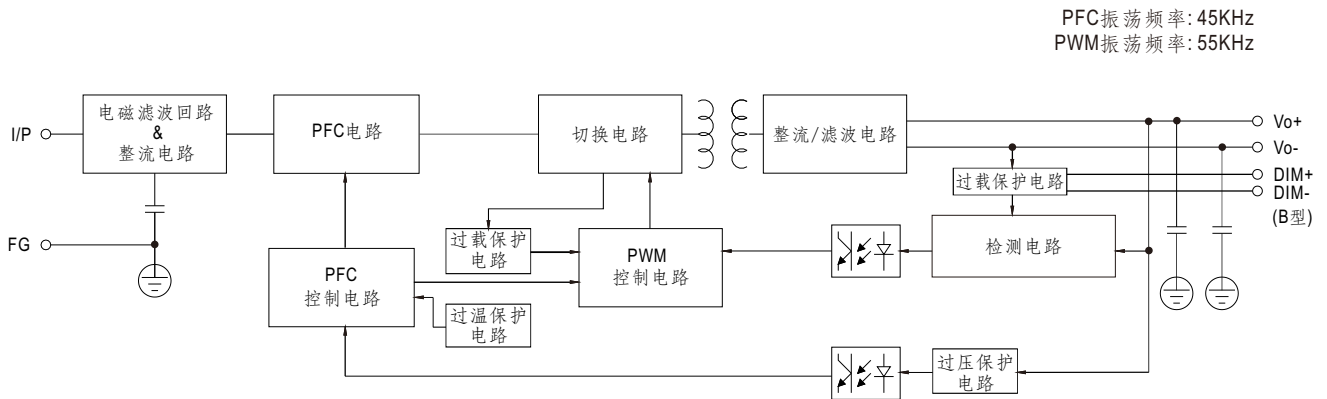 PFC振荡频率: 45KHz
PWM振荡频率: 55KHz
I/P
电磁滤波回路
&
整流电路
PFC电路
切换电路
整流/滤波电路
Vo+
Vo-
DIM+
DIM-
(B型)
过载保护电路
FG
过载保护
电路
PWM
控制电路
检测电路
PFC
控制电路
过温保护
电路
过压保护
电路